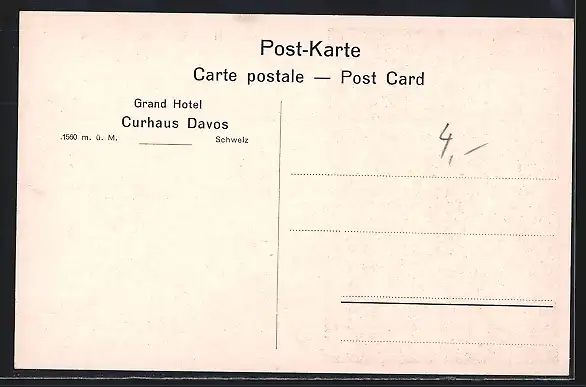 Post-Karte
Carte postale — Post Card
Grand Hotel
Curhaus Davos
1560 m. ü. M. Schweiz
4,-